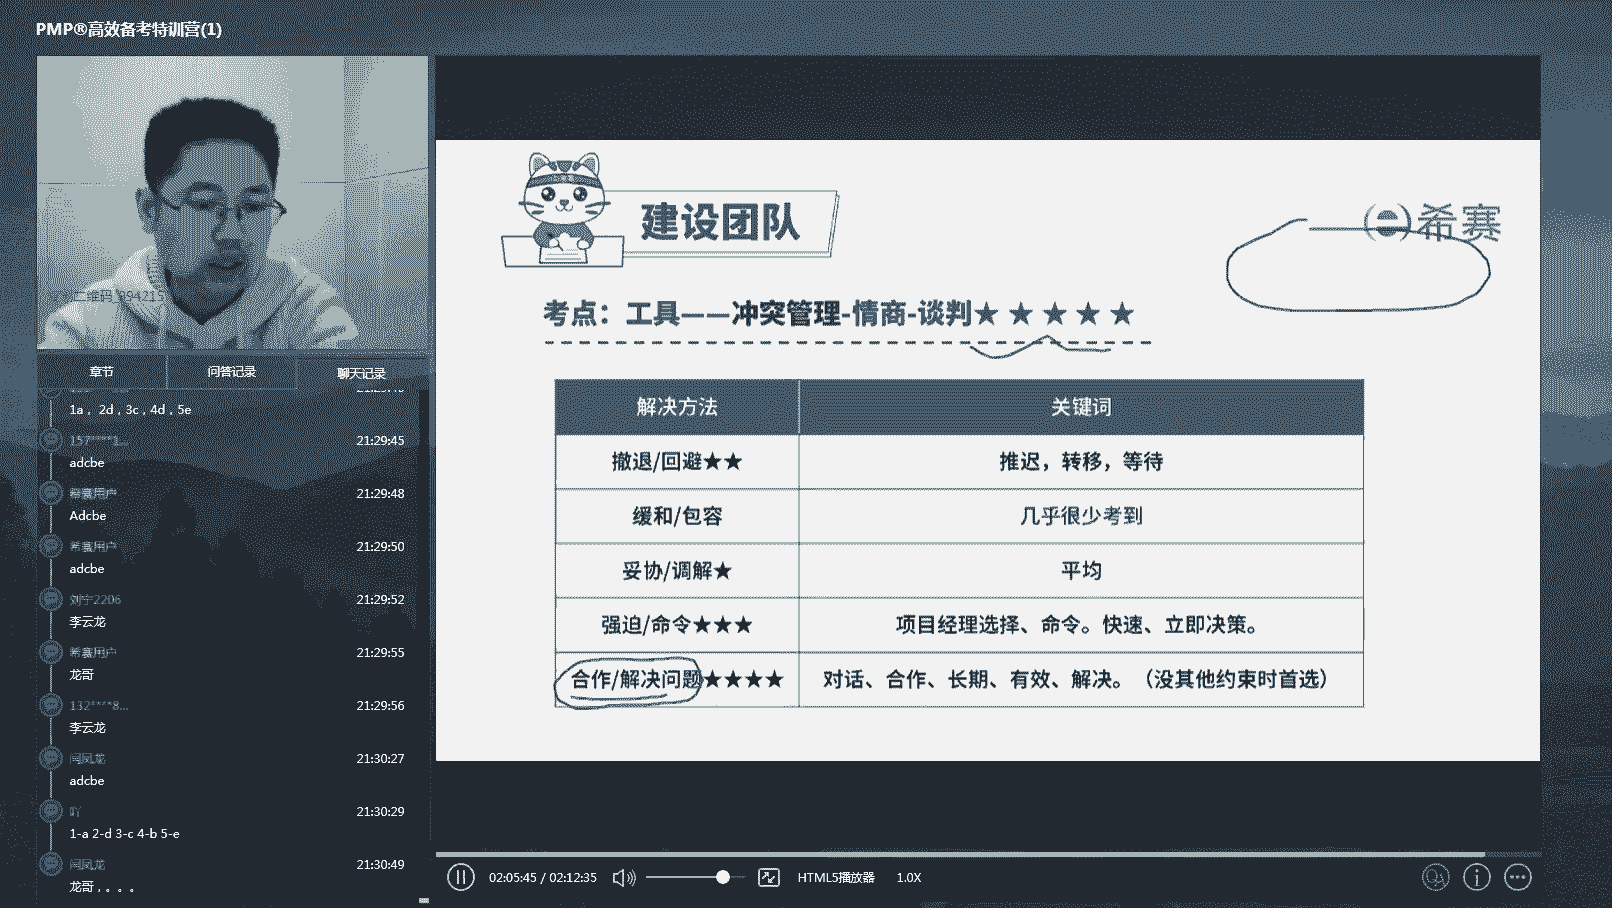 PMP®高效备考特训营(1)
章节
问答记录
聊天记录
1a，2d，3c，4d，5e
157****1...
21:29:45
adcbe
希赛用户
21:29:48
Adcbe
希赛用户
21:29:50
adcbe
刘宁2206
21:29:52
李云龙
希赛用户
21:29:55
龙哥
132****8...
21:29:56
李云龙
闻凤龙
21:30:27
adcbe
吖
21:30:29
1-a 2-d 3-c 4-b 5-e
闻凤龙
21:30:49
龙哥，。。。
建设团队
希赛
考点：工具——冲突管理-情商-谈判★★★★★
解决方法 关键词
撤退/回避★★ 推迟，转移，等待
缓和/包容 几乎很少考到
妥协/调解★ 平均
强迫/命令★★★ 项目经理选择、命令。快速、立即决策。
合作/解决问题★★★★ 对话、合作、长期、有效、解决。（没其他约束时首选）
02:05:45 / 02:12:35
HTML5播放器
1.0X